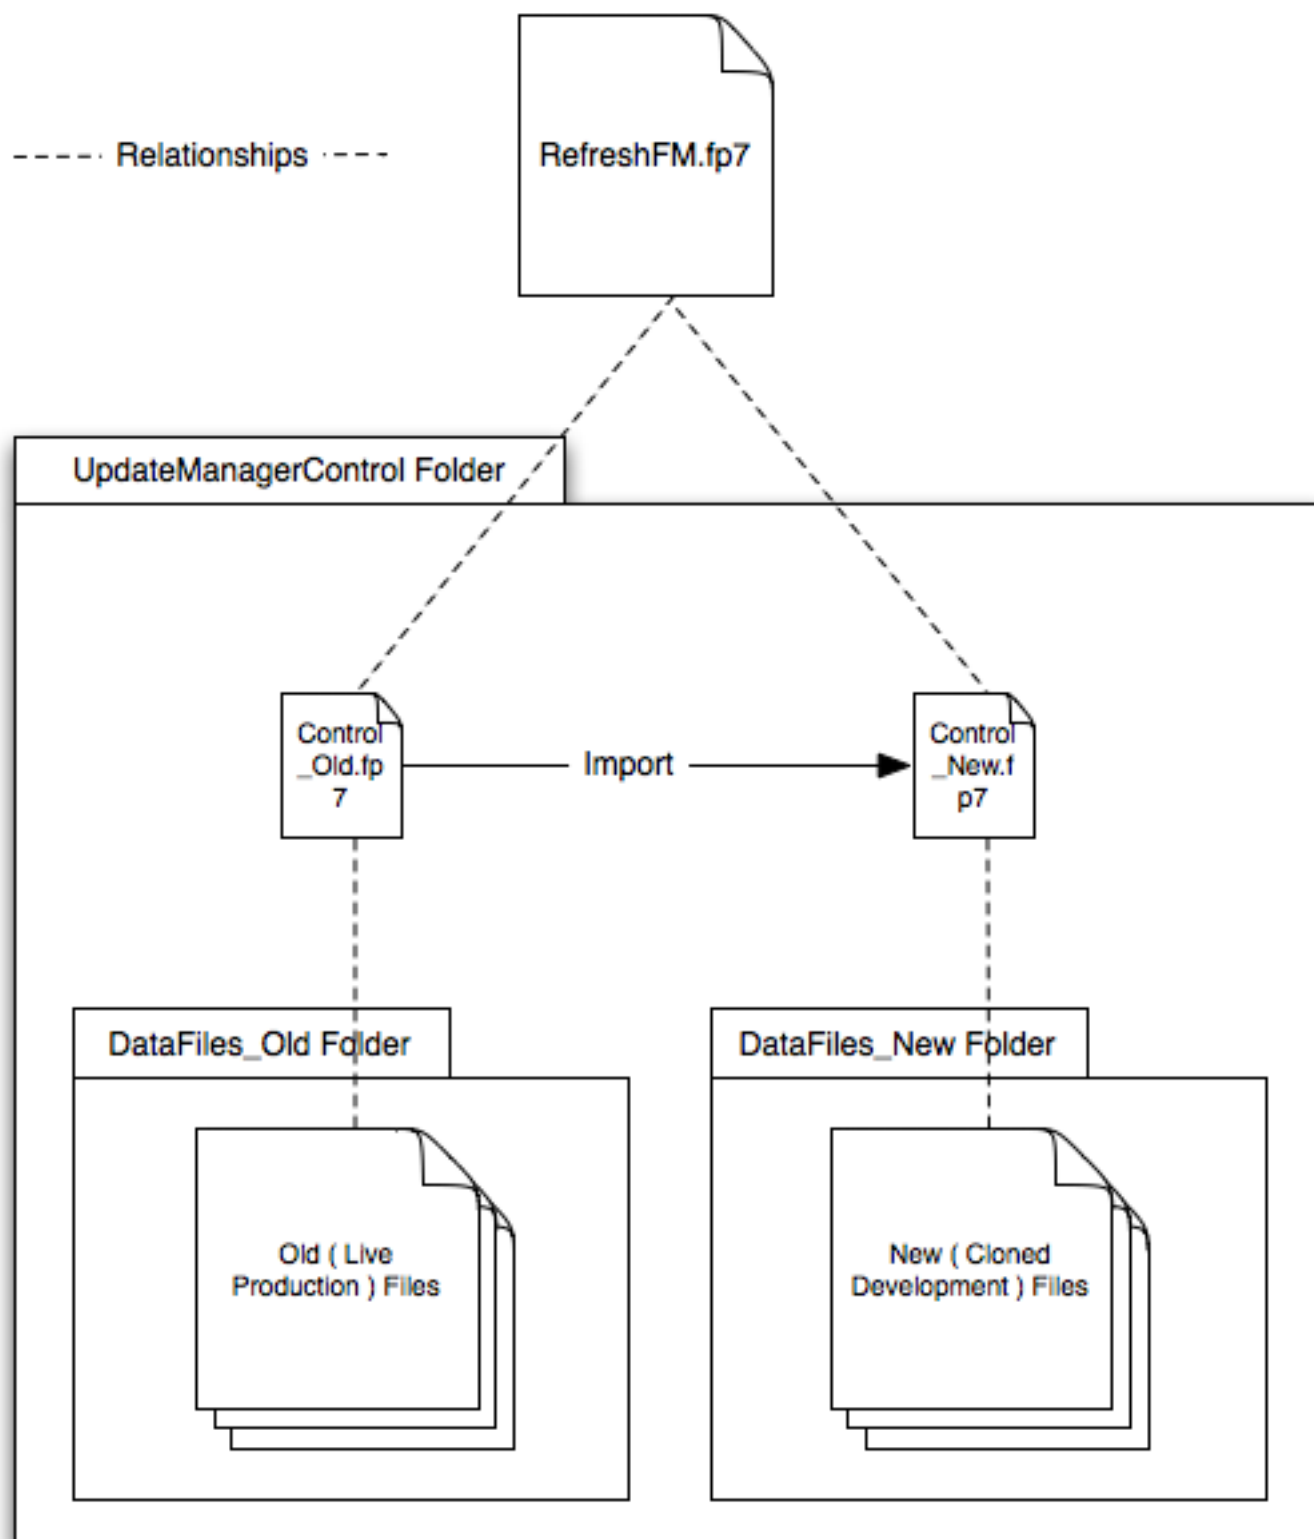 RefreshFM.fp7
Relationships
UpdateManagerControl Folder
Control
_Old.fp
7
Import
Control
_New.f
p7
DataFiles_Old Folder
DataFiles_New Folder
Old ( Live
Production ) Files
New ( Cloned
Development ) Files